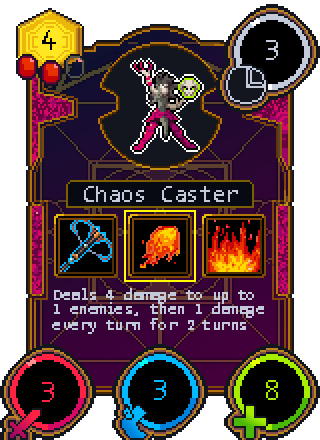 4
3
Chaos Caster
Deals 4 damage to up to
1 enemies, then 1 damage
every turn for 2 turns
3
3
8